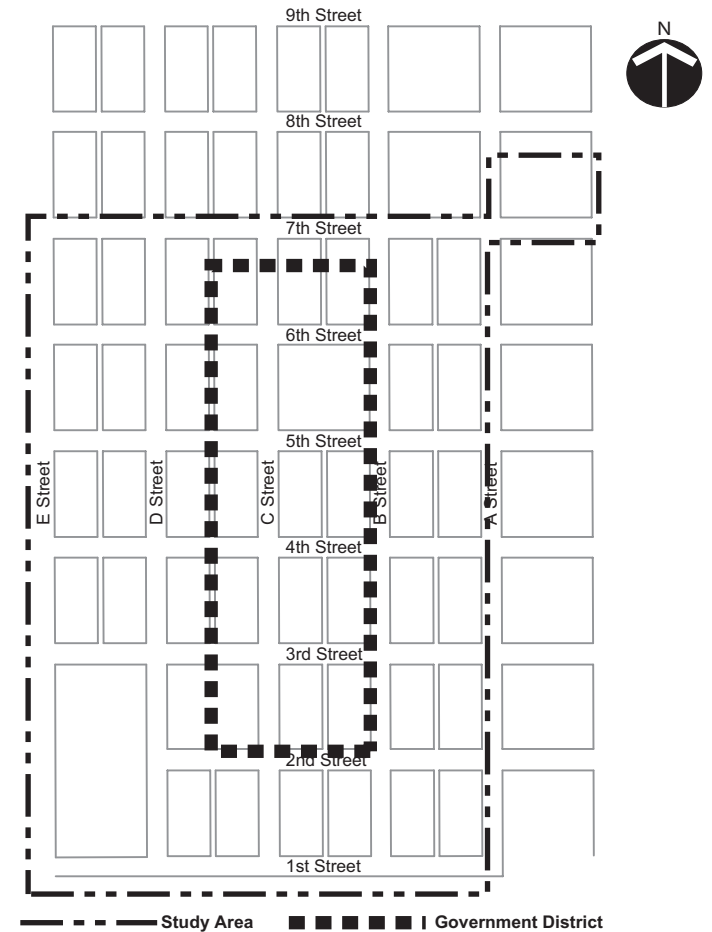 9th Street
N
8th Street
7th Street
6th Street
5th Street
E Street
D Street
C Street
B Street
A Street
4th Street
3rd Street
2nd Street
1st Street
Study Area
Government District